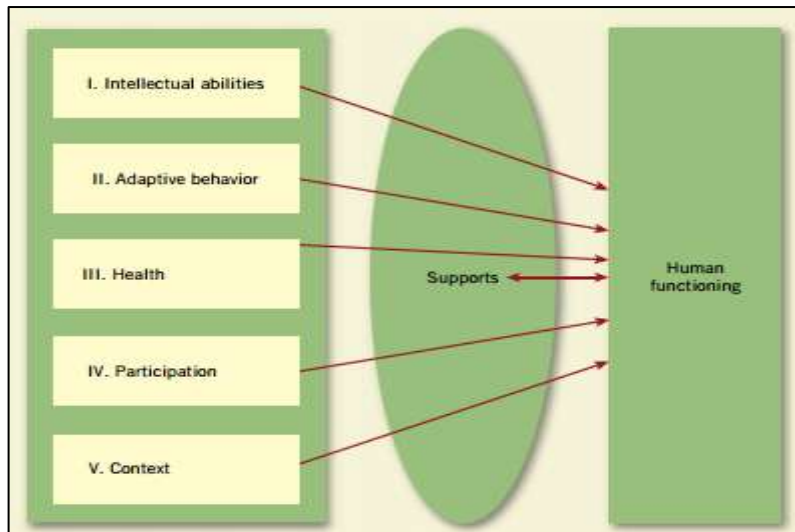 I. Intellectual abilities
II. Adaptive behavior
III. Health
IV. Participation
V. Context
Supports
Human
functioning